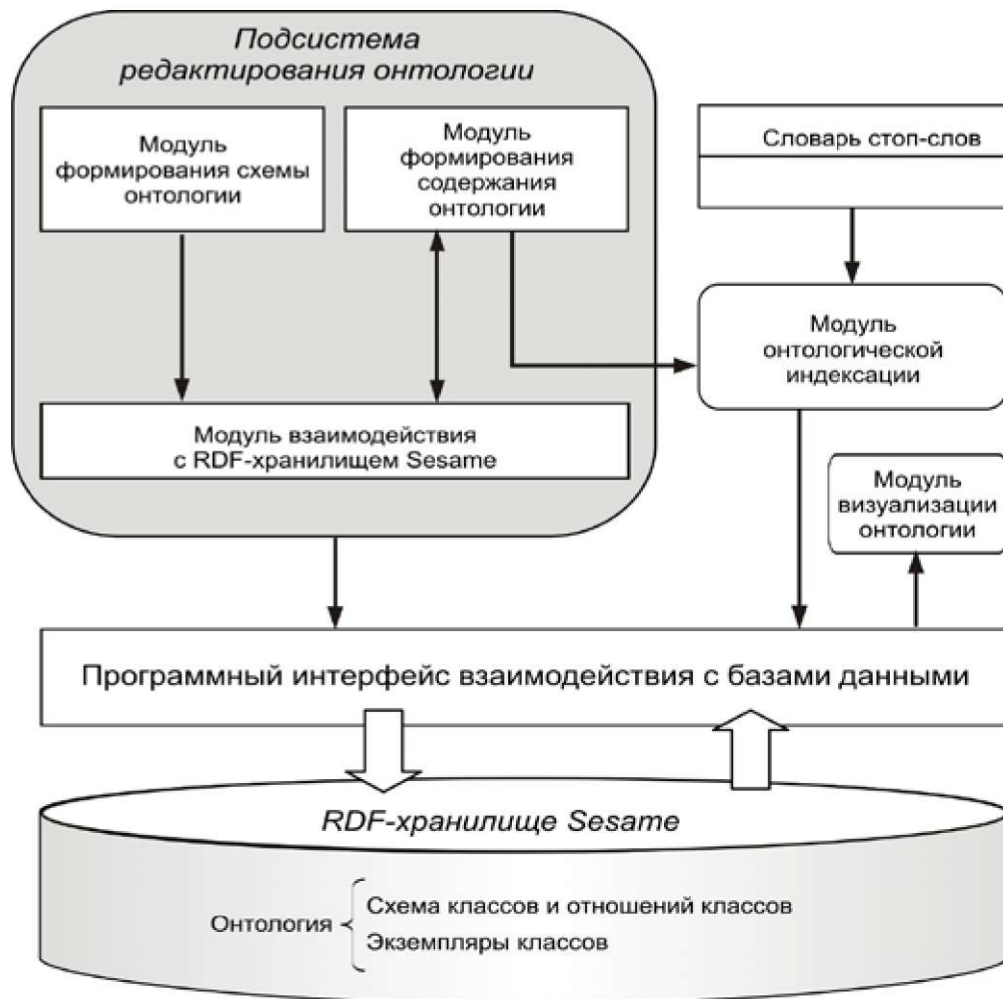 Подсистема
редактирования онтологии
Модуль
формирования схемы
онтологии
Модуль
формирования
содержания
онтологии
Словарь стоп-слов
Модуль
онтологической
индексации
Модуль взаимодействия
с RDF-хранилищем Sesame
Модуль
визуализации
онтологии
Программный интерфейс взаимодействия с базами данными
RDF-хранилище Sesame
Онтология
Схема классов и отношений классов
Экземпляры классов